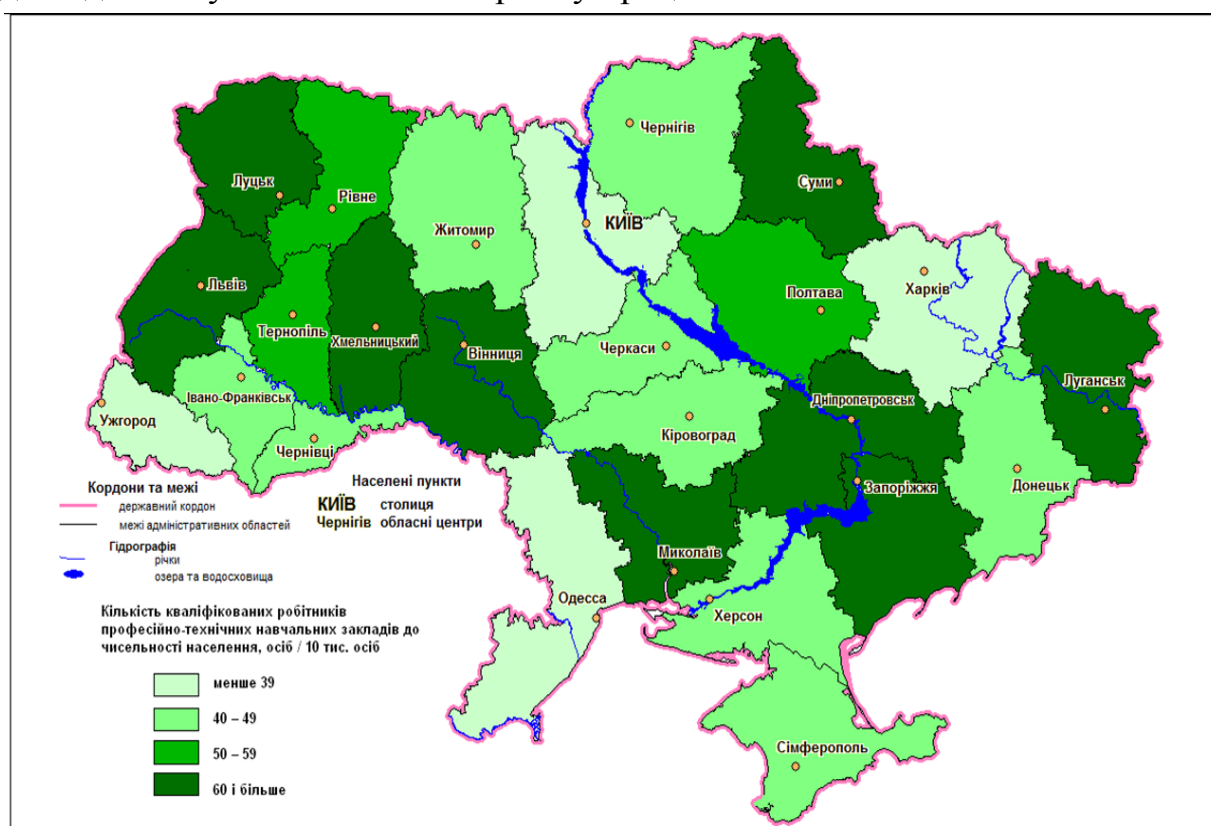 Чернігів
Суми
Луцьк
Рівне
КИЇВ
Житомир
Харків
Львів
Полтава
Тернопіль
Хмельницький
Вінниця
Черкаси
Луганськ
Івано-Франківськ
Дніпропетровськ
Ужгород
Кіровоград
Чернівці
Запоріжжя
Донецьк
Миколаїв
Одесса
Херсон
Сімферополь
Кордони та межі
державний кордон
межі адміністративних областей
Гідрографія
річки
озера та водосховища
Населені пункти
КИЇВ столиця
Чернігів обласні центри
Кількість кваліфікованих робітників
професійно-технічних навчальних закладів до
чисельності населення, осіб / 10 тис. осіб
менше 39
40 – 49
50 – 59
60 і більше